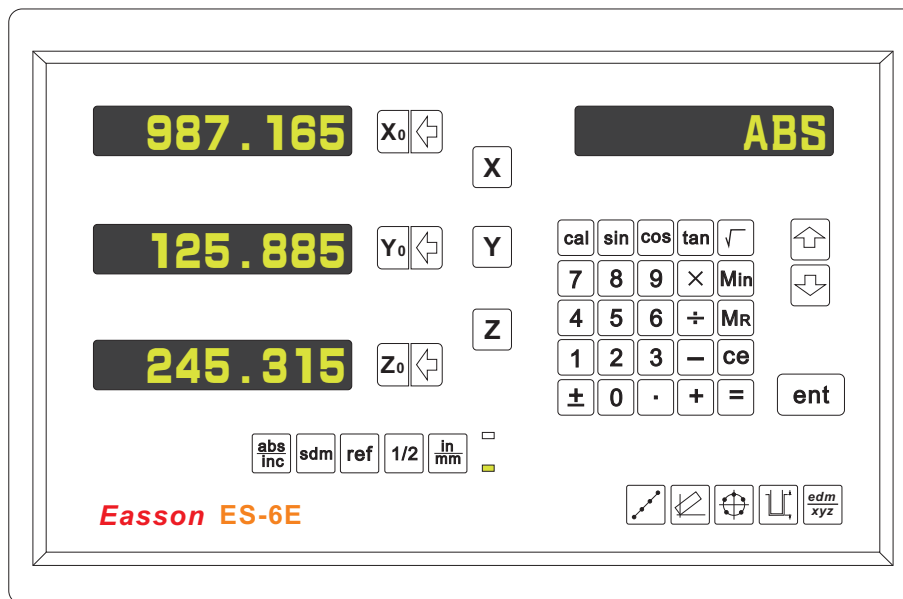 987.165 X0 ABS
X
125.885 Y0 Y
cal sin cos tan √
7 8 9 × Min
4 5 6 ÷ MR
Z
245.315 Z0
1 2 3 − ce
± 0 . + = ent
abs/inc sdm ref 1/2 in/mm
Easson ES-6E
edm/xyz